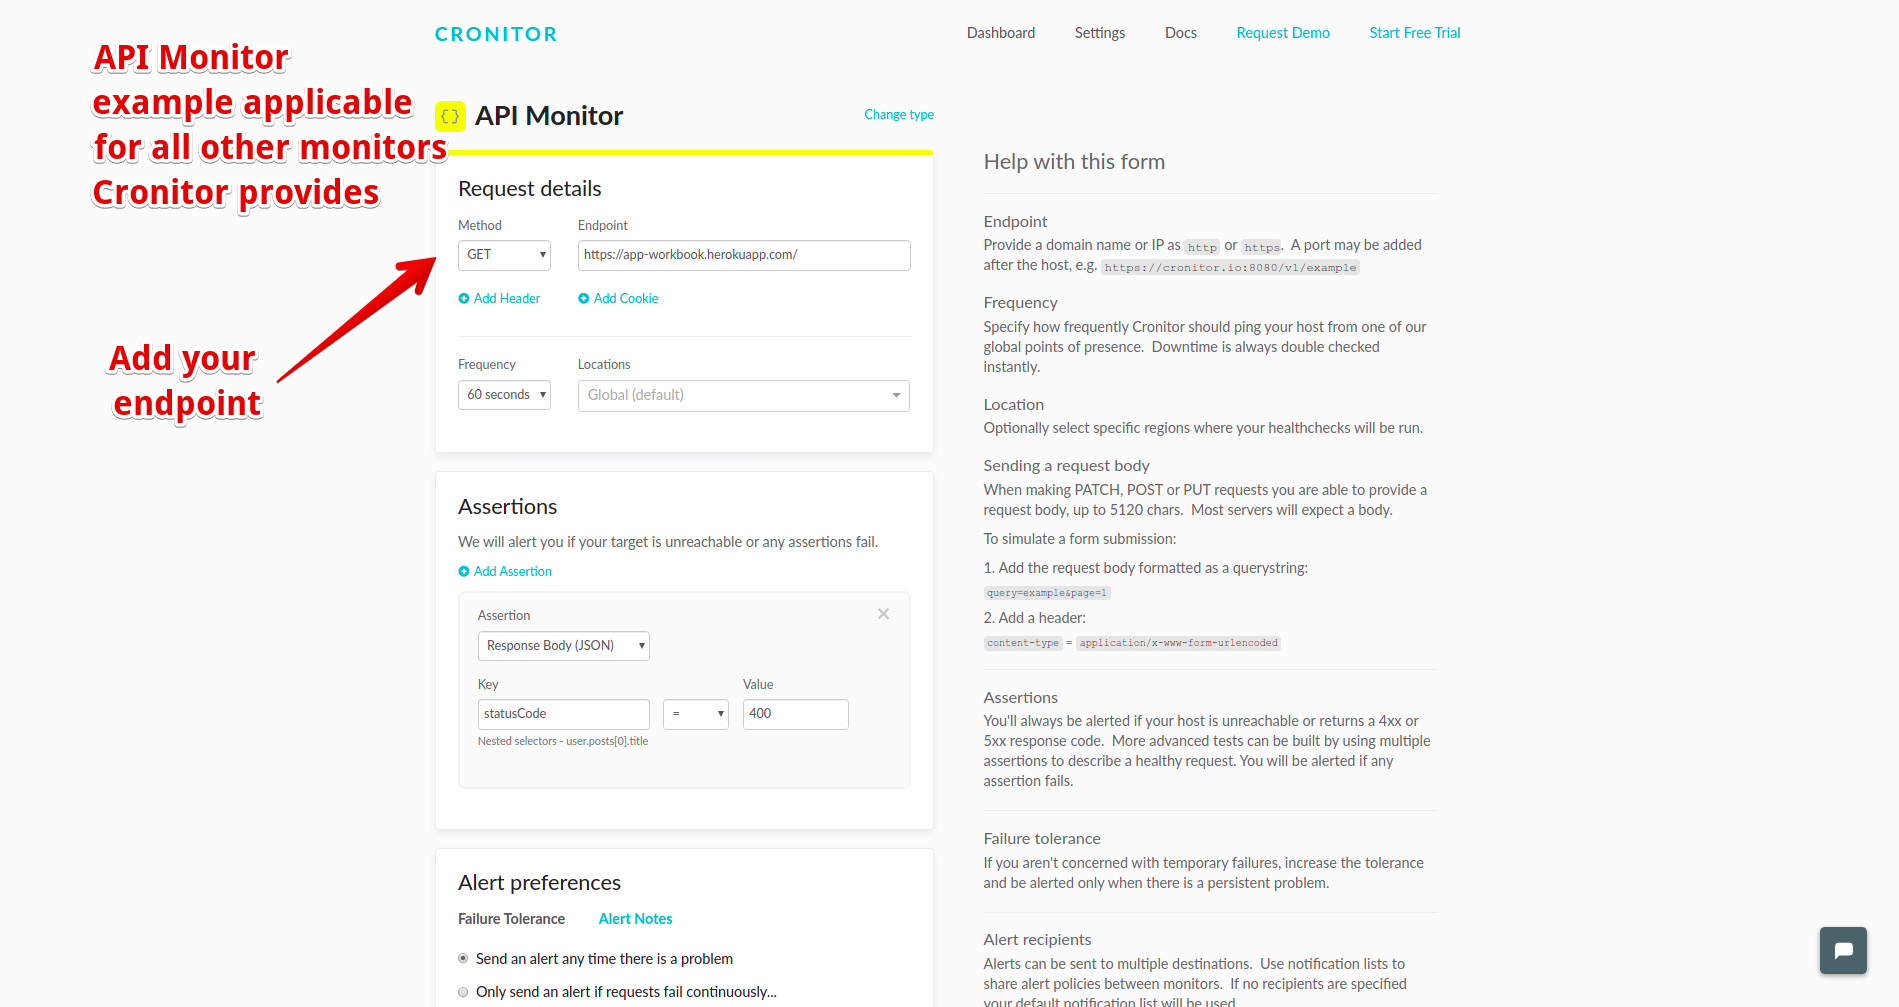 CRONITOR
Dashboard
Settings
Docs
Request Demo
Start Free Trial
API Monitor
example applicable
for all other monitors
Cronitor provides
Add your
endpoint
{} API Monitor
Change type
Request details
Method
Endpoint
GET
https://app-workbook.herokuapp.com/
Add Header
Add Cookie
Frequency
Locations
60 seconds
Global (default)
Assertions
We will alert you if your target is unreachable or any assertions fail.
Add Assertion
Assertion
Response Body (JSON)
Key
Value
statusCode
=
400
Nested selectors - user.posts[0].title
Alert preferences
Failure Tolerance
Alert Notes
Send an alert any time there is a problem
Only send an alert if requests fail continuously...
Help with this form
Endpoint
Provide a domain name or IP as http or https. A port may be added
after the host, e.g. https://cronitor.io:8080/v1/example
Frequency
Specify how frequently Cronitor should ping your host from one of our
global points of presence. Downtime is always double checked
instantly.
Location
Optionally select specific regions where your healthchecks will be run.
Sending a request body
When making PATCH, POST or PUT requests you are able to provide a
request body, up to 5120 chars. Most servers will expect a body.
To simulate a form submission:
1. Add the request body formatted as a querystring:
query=example&page=1
2. Add a header:
content-type = application/x-www-form-urlencoded
Assertions
You'll always be alerted if your host is unreachable or returns a 4xx or
5xx response code. More advanced tests can be built by using multiple
assertions to describe a healthy request. You will be alerted if any
assertion fails.
Failure tolerance
If you aren't concerned with temporary failures, increase the tolerance
and be alerted only when there is a persistent problem.
Alert recipients
Alerts can be sent to multiple destinations. Use notification lists to
share alert policies between monitors. If no recipients are specified
your default notification list will be used